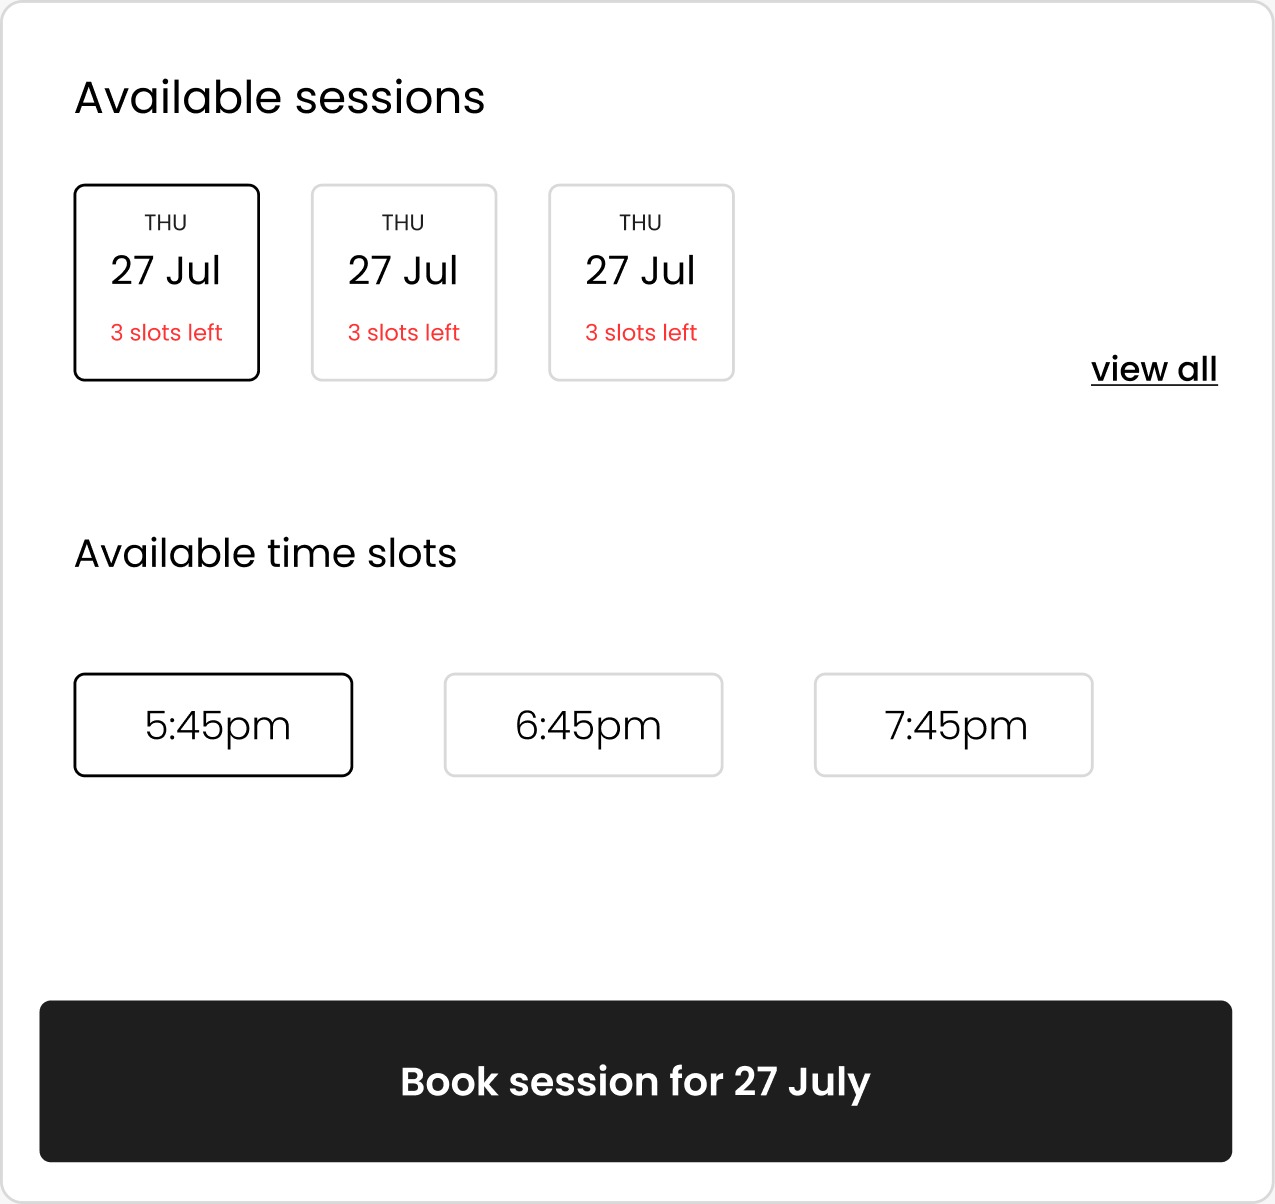 Available sessions
THU THU THU
27 Jul 27 Jul 27 Jul
3 slots left 3 slots left 3 slots left
view all
Available time slots
5:45pm 6:45pm 7:45pm
Book session for 27 July